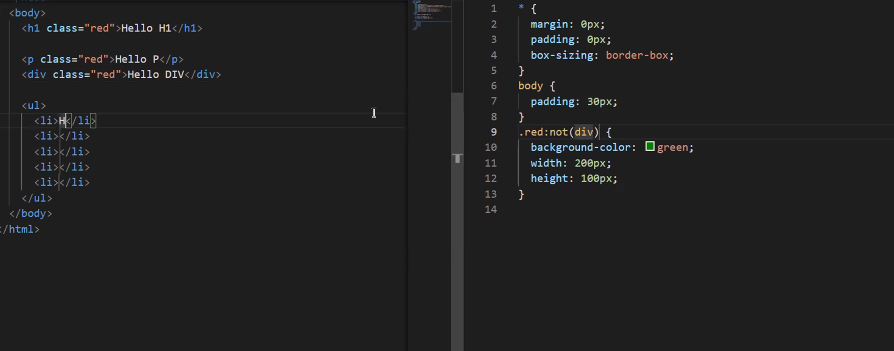 <body>
<h1 class="red">Hello H1</h1>
<p class="red">Hello P</p>
<div class="red">Hello DIV</div>
<ul>
<li>H</li>
<li></li>
<li></li>
<li></li>
<li></li>
</ul>
</body>
</html>
1 * {
2 margin: 0px;
3 padding: 0px;
4 box-sizing: border-box;
5 }
6 body {
7 padding: 30px;
8 }
9 .red:not(div) {
10 background-color: green;
11 width: 200px;
12 height: 100px;
13 }
14